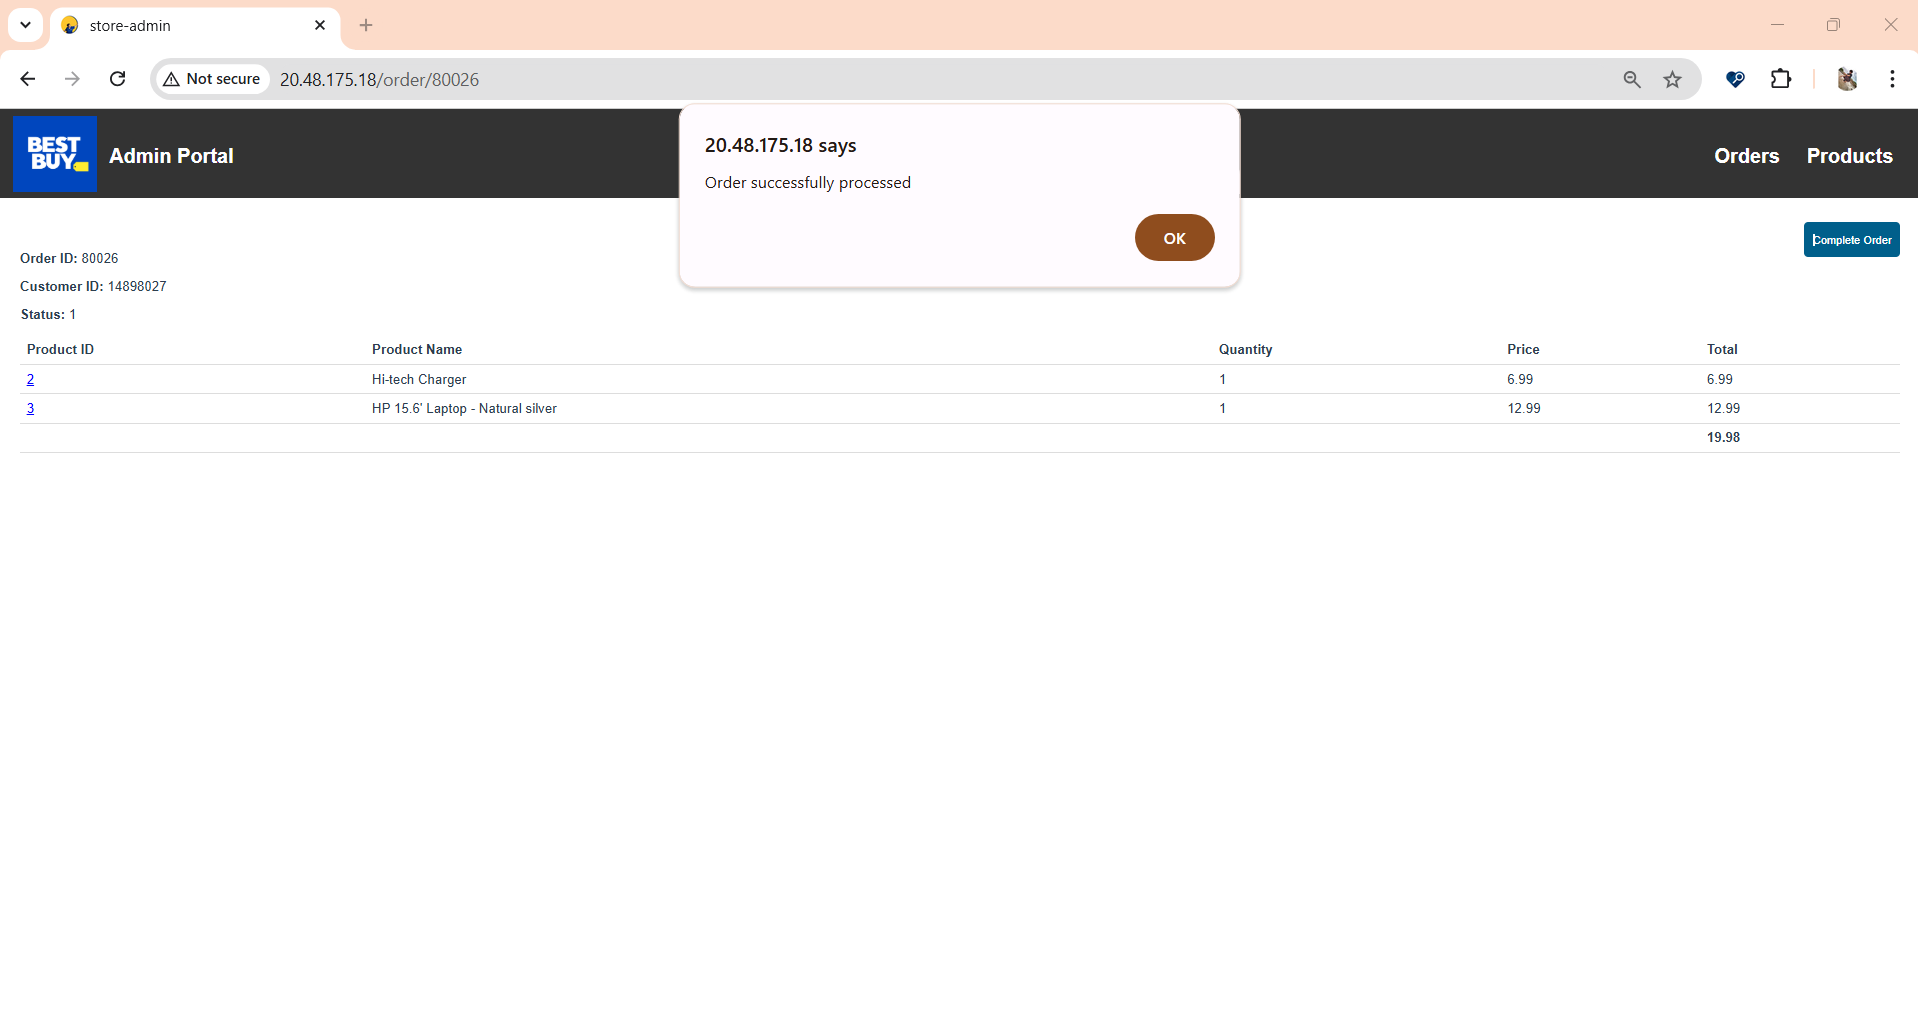 store-admin
Not secure 20.48.175.18/order/80026
20.48.175.18 says
Order successfully processed
OK
BEST
BUY
Admin Portal
Orders Products
Complete Order
Order ID: 80026
Customer ID: 14898027
Status: 1
Product ID Product Name Quantity Price Total
2 Hi-tech Charger 1 6.99 6.99
3 HP 15.6' Laptop - Natural silver 1 12.99 12.99
19.98